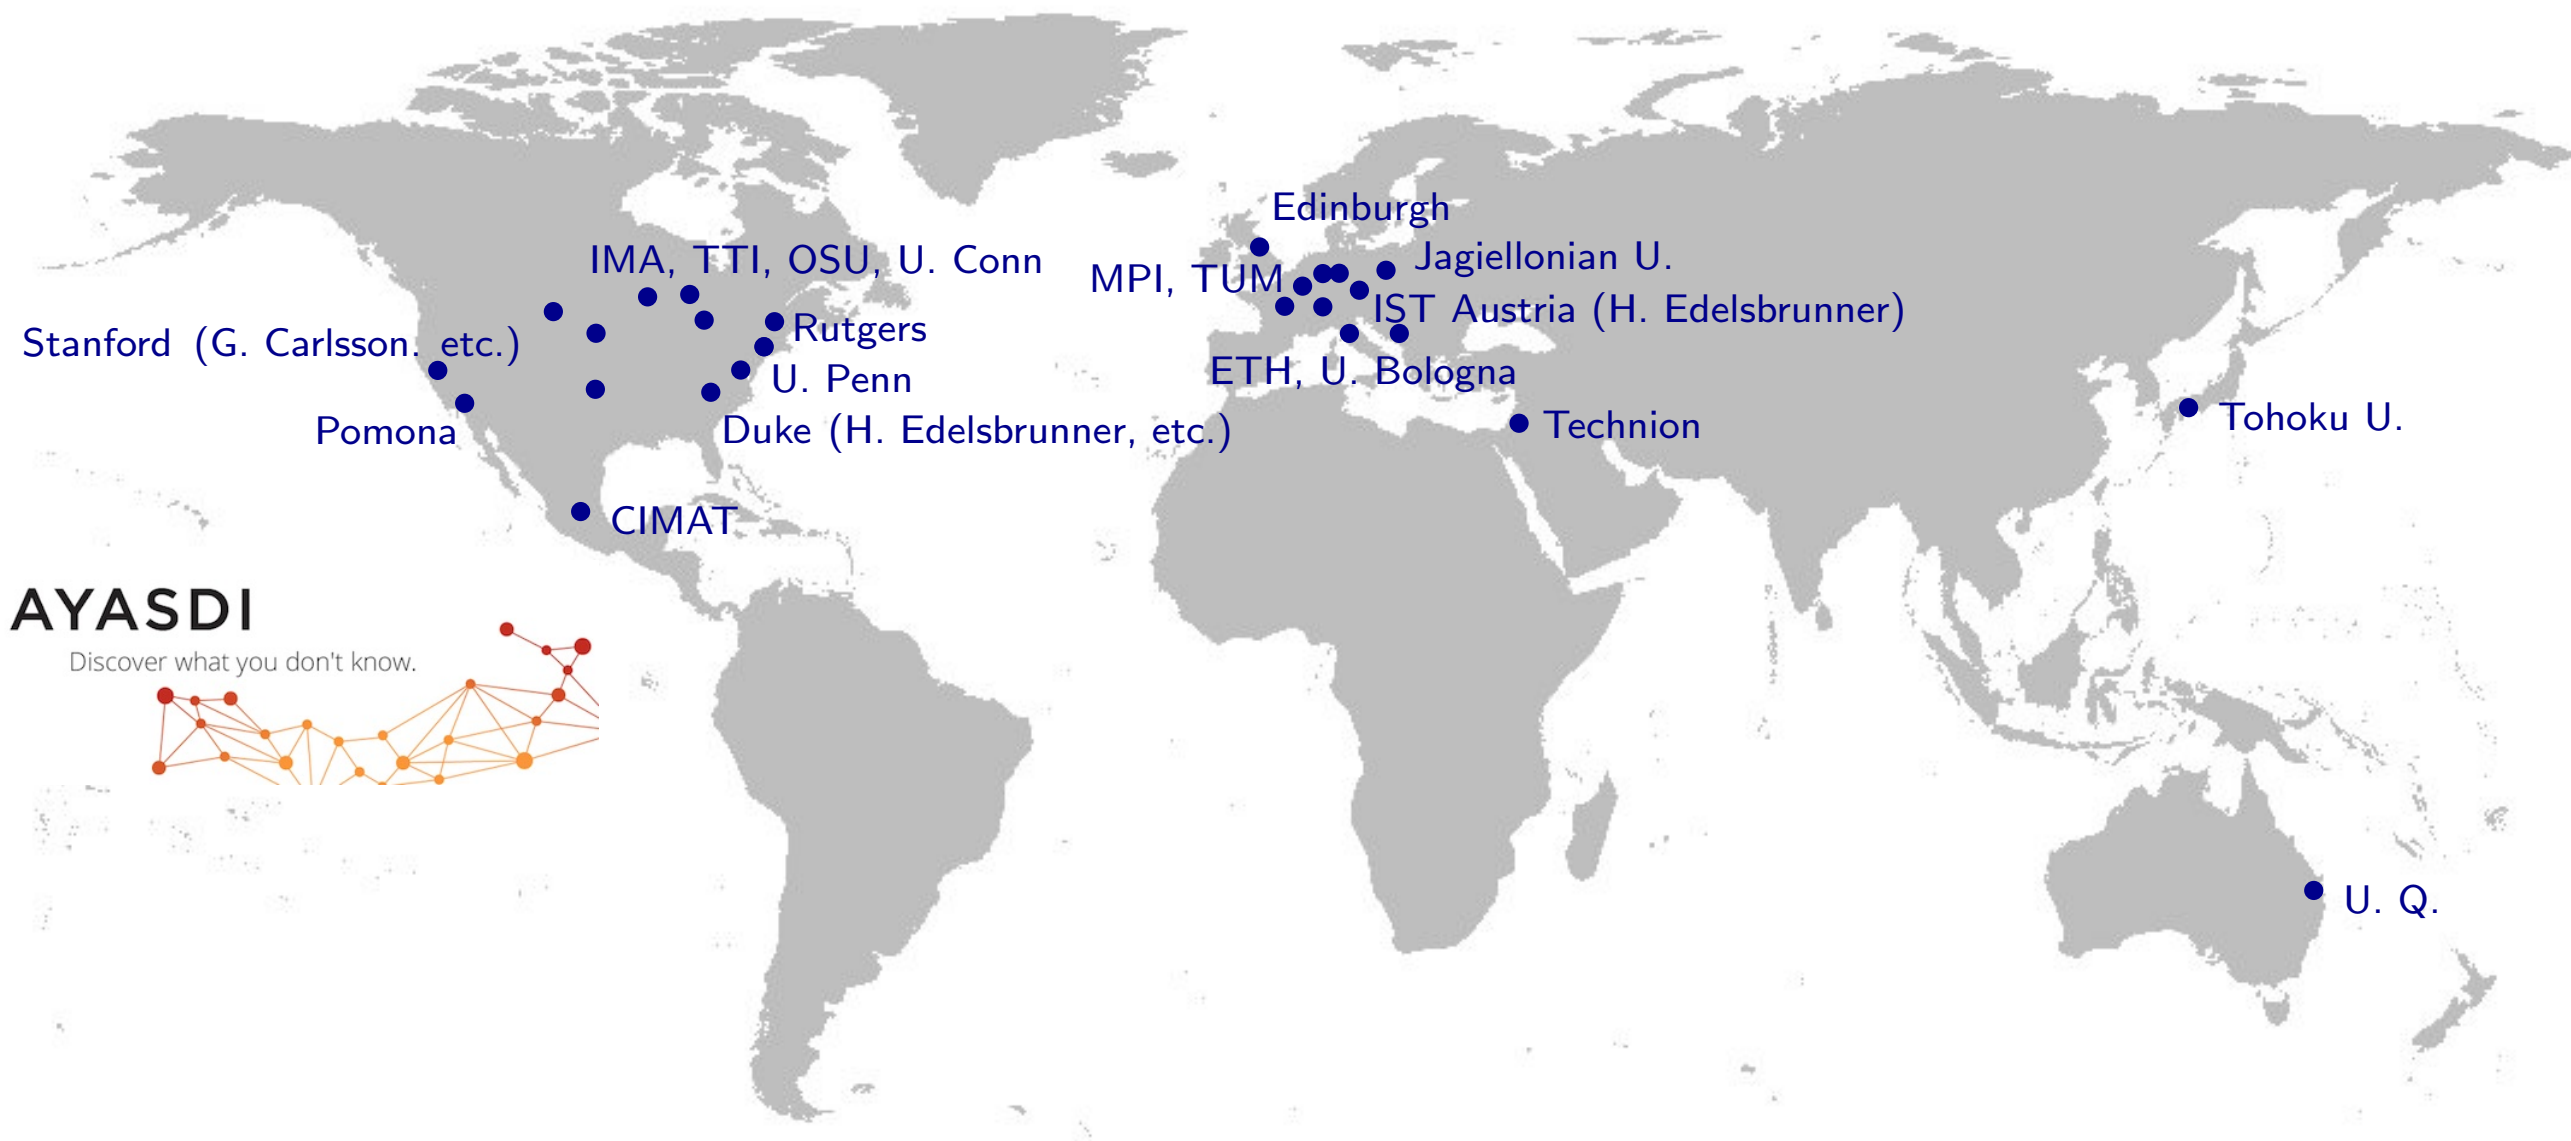 Edinburgh
IMA, TTI, OSU, U. Conn
Jagiellonian U.
MPI, TUM
IST Austria (H. Edelsbrunner)
Stanford (G. Carlsson. etc.)
Rutgers
ETH, U. Bologna
U. Penn
Pomona
Duke (H. Edelsbrunner, etc.)
Technion
Tohoku U.
CIMAT
AYASDI
Discover what you don't know.
U. Q.